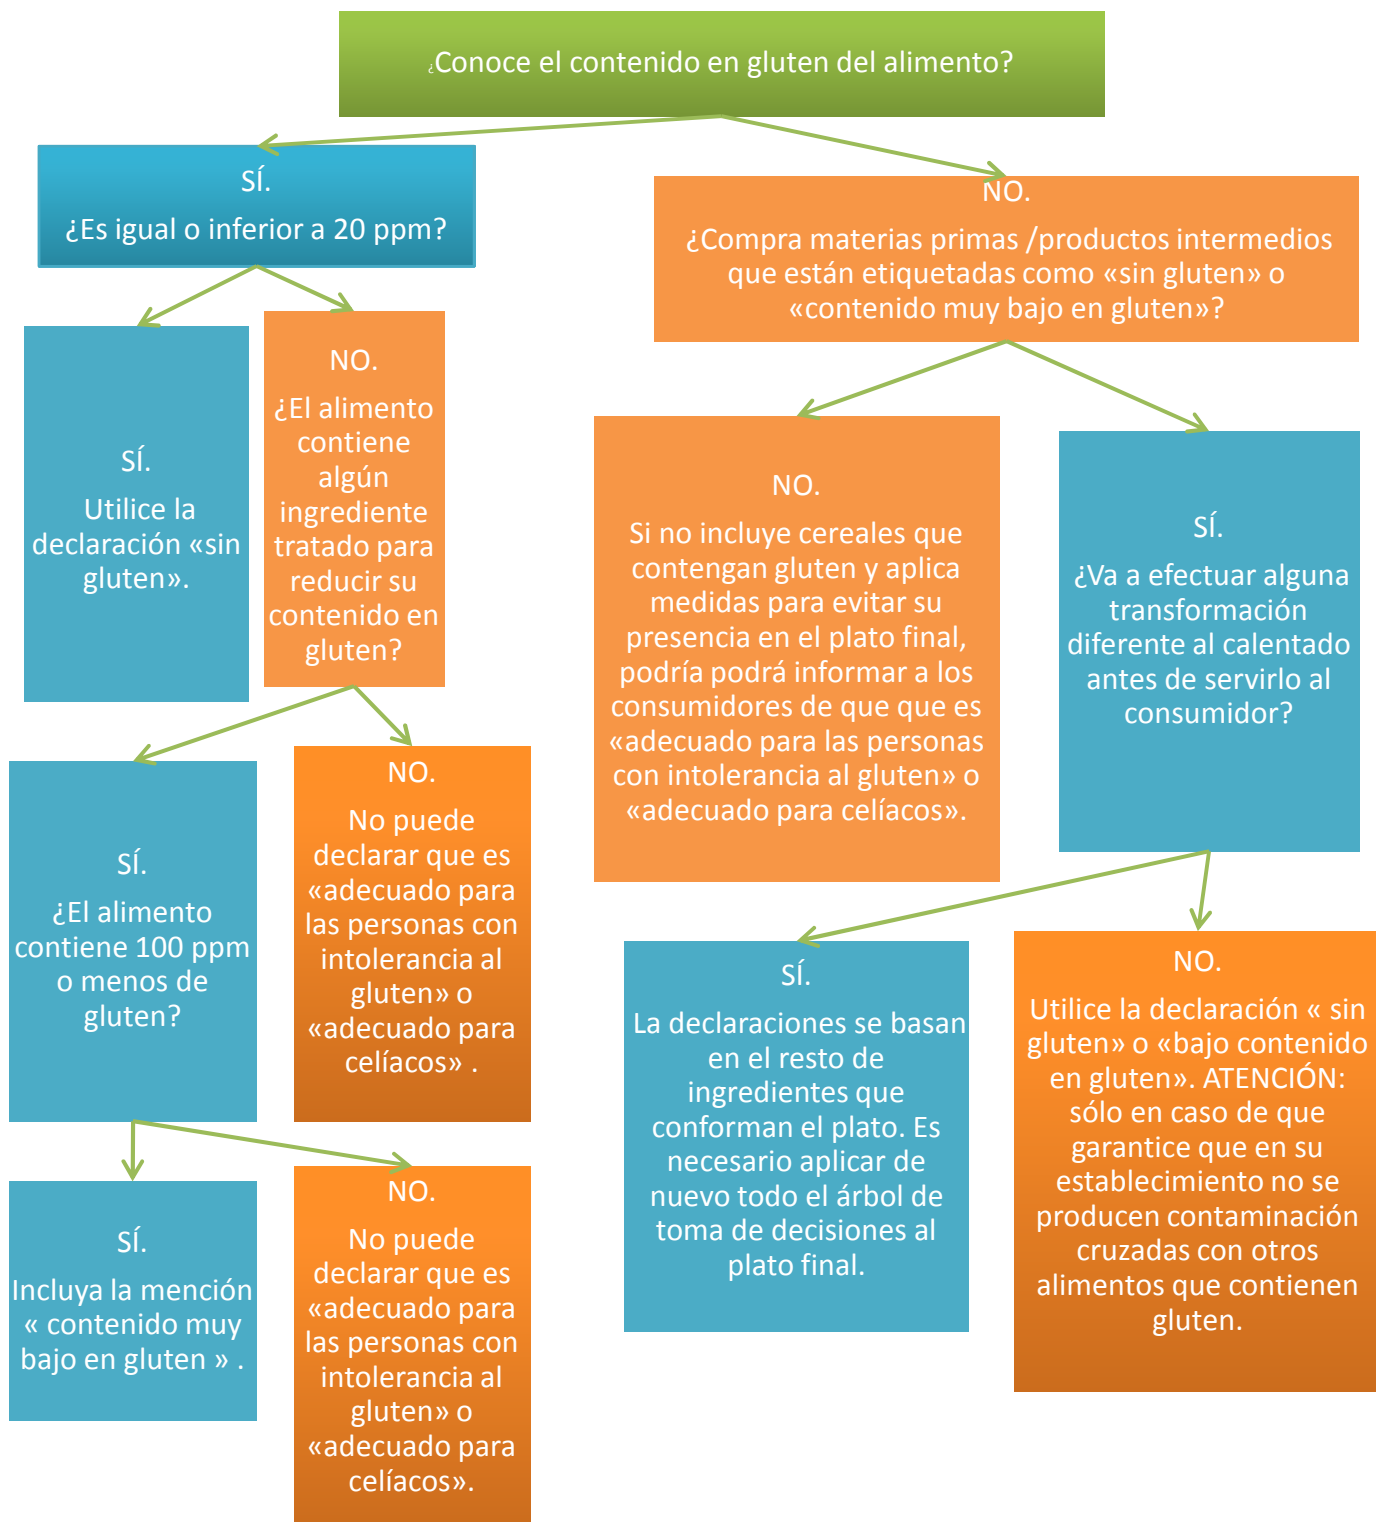 ¿Conoce el contenido en gluten del alimento?
SÍ.
¿Es igual o inferior a 20 ppm?
NO.
¿Compra materias primas /productos intermedios
que están etiquetadas como «sin gluten» o
«contenido muy bajo en gluten»?
SÍ.
Utilice la
declaración «sin
gluten».
NO.
¿El alimento
contiene
algún
ingrediente
tratado para
reducir su
contenido en
gluten?
NO.
Si no incluye cereales que
contengan gluten y aplica
medidas para evitar su
presencia en el plato final,
podría podrá informar a los
consumidores de que que es
«adecuado para las personas
con intolerancia al gluten» o
«adecuado para celíacos».
SÍ.
¿Va a efectuar alguna
transformación
diferente al calentado
antes de servirlo al
consumidor?
SÍ.
¿El alimento
contiene 100 ppm
o menos de
gluten?
NO.
No puede
declarar que es
«adecuado para
las personas con
intolerancia al
gluten» o
«adecuado para
celíacos» .
SÍ.
La declaraciones se basan
en el resto de
ingredientes que
conforman el plato. Es
necesario aplicar de
nuevo todo el árbol de
toma de decisiones al
plato final.
NO.
Utilice la declaración « sin
gluten» o «bajo contenido
en gluten». ATENCIÓN:
sólo en caso de que
garantice que en su
establecimiento no se
producen contaminación
cruzadas con otros
alimentos que contienen
gluten.
SÍ.
Incluya la mención
« contenido muy
bajo en gluten » .
NO.
No puede
declarar que es
«adecuado para
las personas con
intolerancia al
gluten» o
«adecuado para
celíacos».